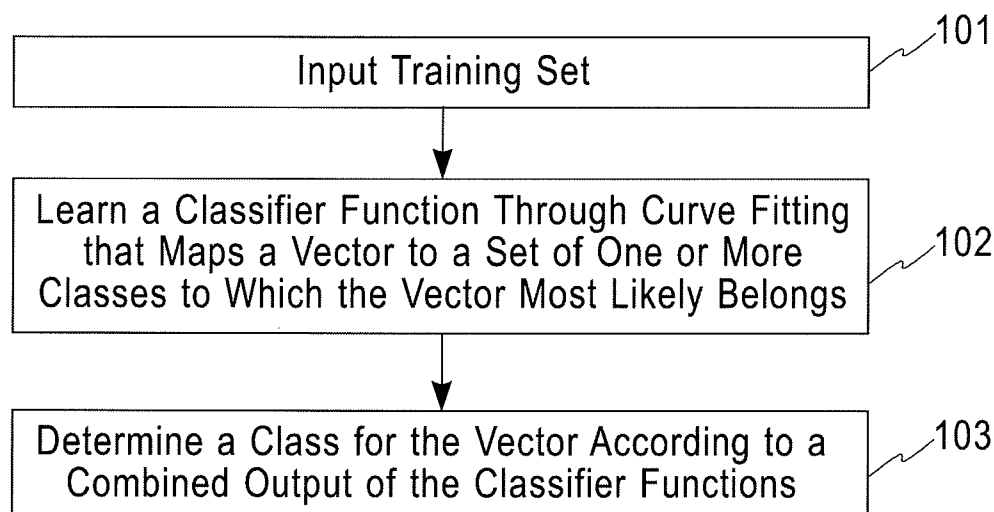 101
Input Training Set
Learn a Classifier Function Through Curve Fitting
that Maps a Vector to a Set of One or More
Classes to Which the Vector Most Likely Belongs
102
Determine a Class for the Vector According to a
Combined Output of the Classifier Functions
103